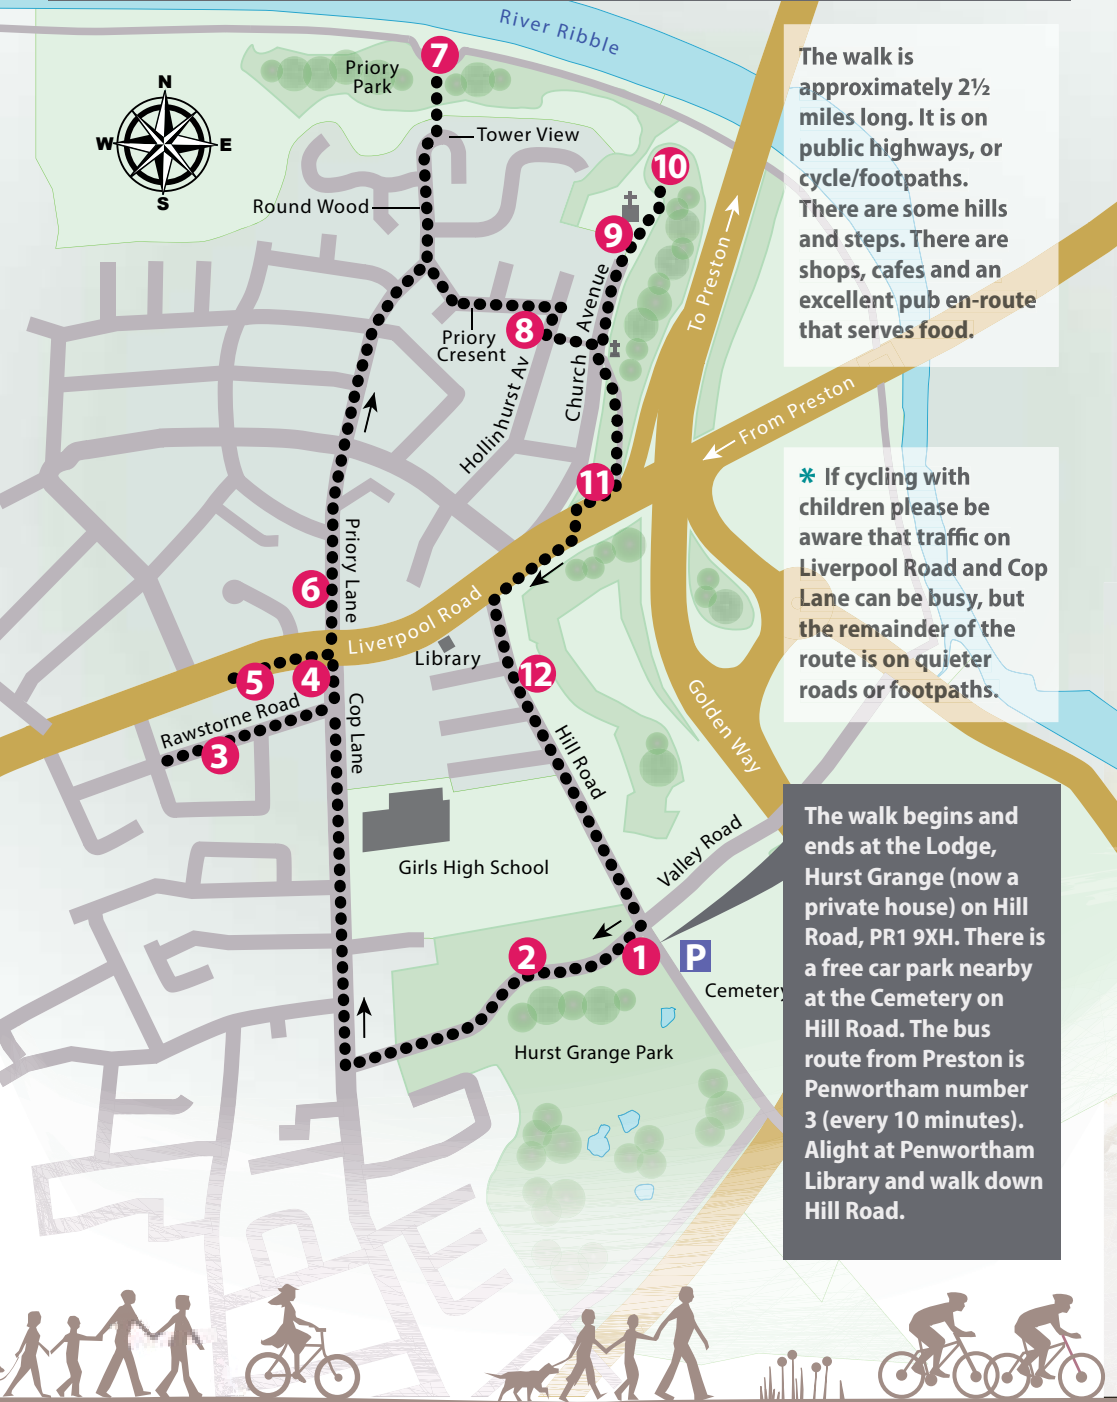 River Ribble
7
Priory
Park
N
W
E
S
Tower View
Round Wood
10
9
Church Avenue
To Preston
Priory
Cresent
8
Hollinhurst Av
From Preston
11
Priory Lane
6
Liverpool Road
Library
5
4
12
Rawstorne Road
3
Cop Lane
Hill Road
Golden Way
Valley Road
Girls High School
2
1
P
Cemetery
Hurst Grange Park
The walk is
approximately 2½
miles long. It is on
public highways, or
cycle/footpaths.
There are some hills
and steps. There are
shops, cafes and an
excellent pub en-route
that serves food.
* If cycling with
children please be
aware that traffic on
Liverpool Road and Cop
Lane can be busy, but
the remainder of the
route is on quieter
roads or footpaths.
The walk begins and
ends at the Lodge,
Hurst Grange (now a
private house) on Hill
Road, PR1 9XH. There is
a free car park nearby
at the Cemetery on
Hill Road. The bus
route from Preston is
Penwortham number
3 (every 10 minutes).
Alight at Penwortham
Library and walk down
Hill Road.